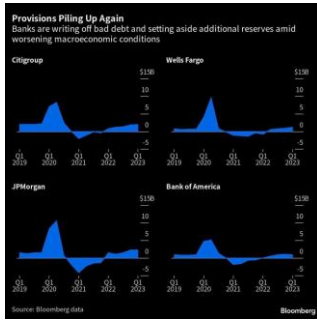 Provisions Piling Up Again
Banks are writing off bad debt and setting aside additional reserves amid
worsening macroeconomic conditions
Citigroup
$15B
10
5
0
-5
Q1 Q1 Q1 Q1 Q1
2019 2020 2021 2022 2023
Wells Fargo
$15B
10
5
0
-5
Q1 Q1 Q1 Q1 Q1
2019 2020 2021 2022 2023
JPMorgan
$15B
10
5
0
-5
Q1 Q1 Q1 Q1 Q1
2019 2020 2021 2022 2023
Bank of America
$15B
10
5
0
-5
Q1 Q1 Q1 Q1 Q1
2019 2020 2021 2022 2023
Source: Bloomberg data
Bloomberg